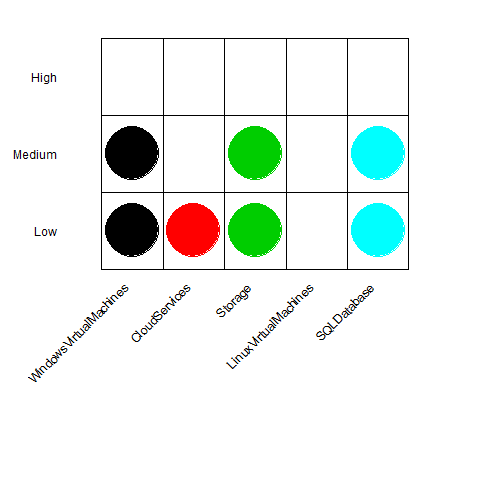 High
Medium
Low
WindowsVirtualMachines
CloudServices
Storage
LinuxVirtualMachines
SQLDatabase